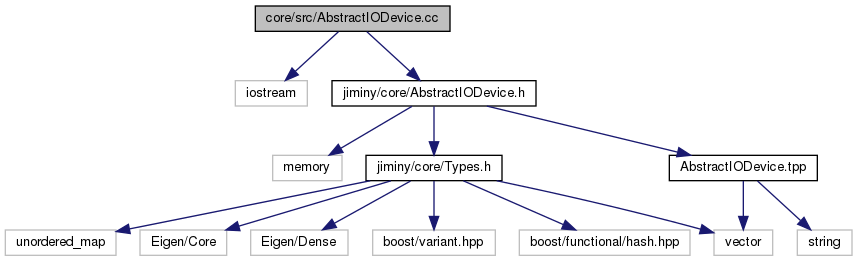 core/src/AbstractIODevice.cc
iostream
jiminy/core/AbstractIODevice.h
memory
jiminy/core/Types.h
AbstractIODevice.tpp
unordered_map
Eigen/Core
Eigen/Dense
boost/variant.hpp
boost/functional/hash.hpp
vector
string